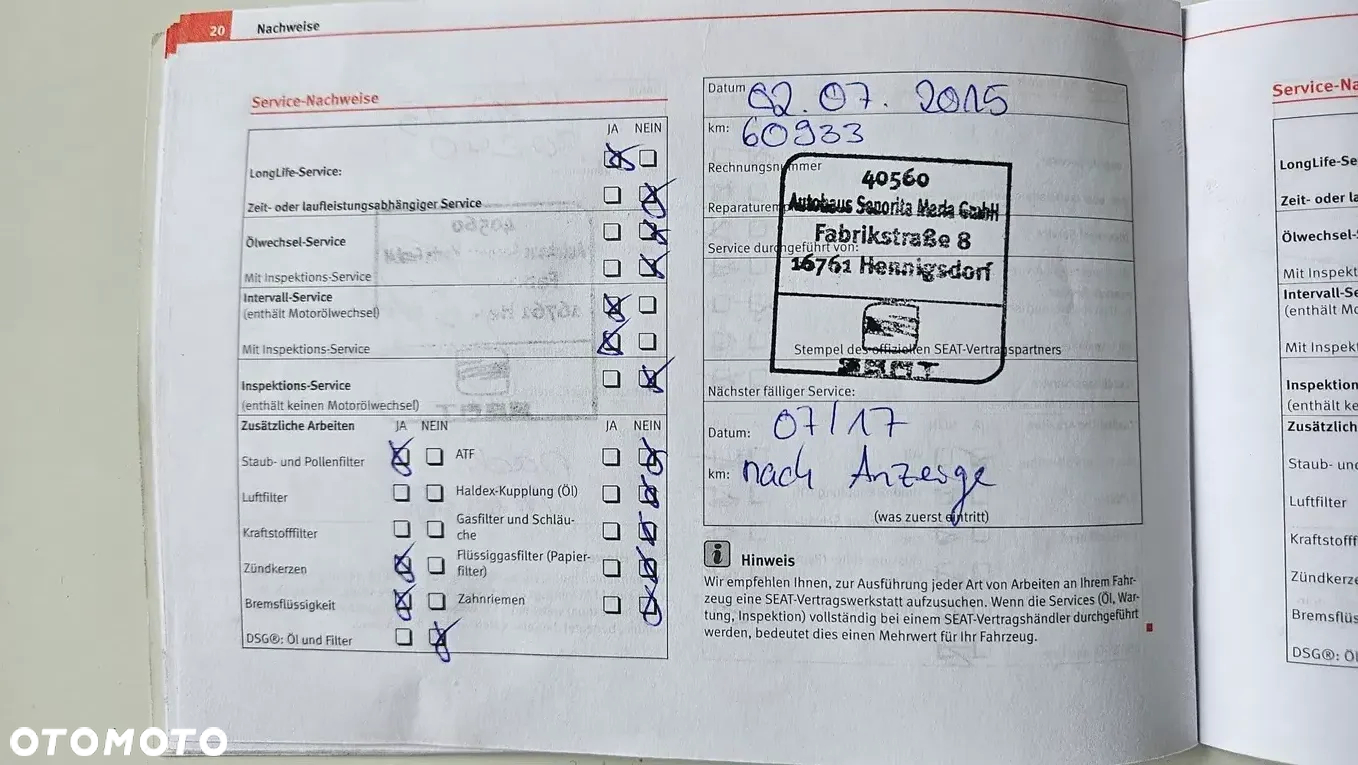 20 Nachweise
Service-Nachweise
JA NEIN
LongLife-Service:
Zeit- oder laufleistungsabhängiger Service
Ölwechsel-Service
Mit Inspektions-Service
Intervall-Service
(enthält Motorölwechsel)
Mit Inspektions-Service
Inspektions-Service
(enthält keinen Motorölwechsel)
Zusätzliche Arbeiten JA NEIN JA NEIN
Staub- und Pollenfilter ATF
Luftfilter Haldex-Kupplung (Öl)
Kraftstofffilter Gasfilter und Schläu-
che
Zündkerzen Flüssiggasfilter (Papier-
filter)
Bremsflüssigkeit Zahnriemen
DSG®: Öl und Filter
Datum 02.07.2015
km: 60933
Rechnungsnummer
40560
Autohaus
GmbH
Fabrikstraße 8
Service durchgeführt von:
16761 Hennigsdorf
Stempel des offiziellen SEAT-Vertragspartners
SEAT
Nächster fälliger Service:
Datum: 07/17
km: nach Anzeige
(was zuerst eintritt)
i Hinweis
Wir empfehlen Ihnen, zur Ausführung jeder Art von Arbeiten an Ihrem Fahr-
zeug eine SEAT-Vertragswerkstatt aufzusuchen. Wenn die Services (Öl, War-
tung, Inspektion) vollständig bei einem SEAT-Vertragshändler durchgeführt
werden, bedeutet dies einen Mehrwert für Ihr Fahrzeug.
Service-Na
LongLife-Se
Zeit- oder la
Ölwechsel-
Mit Inspekt
Intervall-Se
(enthält Mo
Mit Inspekt
Inspektion
(enthält ke
Zusätzlich
Staub- und
Luftfilter
Kraftstofff
Zündkerze
Bremsflüs
DSG®: Öl
OTOMOTO